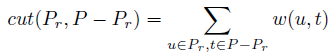 cut(P_r, P − P_r) = ∑_{u∈P_r, t∈P−P_r} w(u, t)